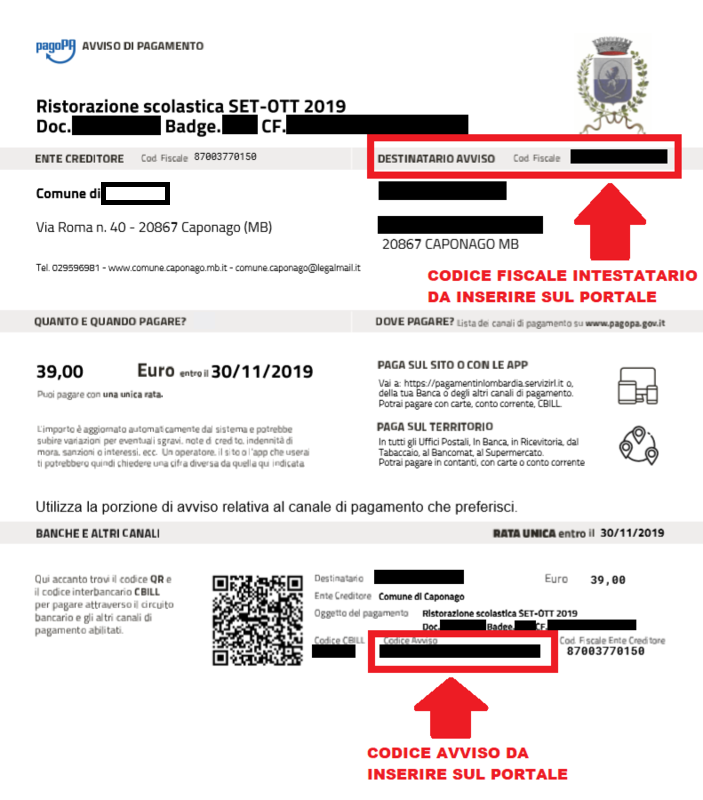 pagoPA AVVISO DI PAGAMENTO
Ristorazione scolastica SET-OTT 2019
Doc. Badge. CF.
ENTE CREDITORE Cod Fiscale 87003770150
DESTINATARIO AVVISO Cod Fiscale
Comune di
Via Roma n. 40 - 20867 Caponago (MB)
20867 CAPONAGO MB
Tel. 029596981 - www.comune.caponago.mb.it - comune.caponago@legalmail.it
CODICE FISCALE INTESTATARIO
DA INSERIRE SUL PORTALE
QUANTO E QUANDO PAGARE?
DOVE PAGARE? Lista dei canali di pagamento su www.pagopa.gov.it
39,00 Euro entro il 30/11/2019
Puoi pagare con una unica rata.
L'importo è aggiornato automaticamente dal sistema e potrebbe
subire variazioni per eventuali sgravi, note di credito, indennità di
mora, sanzioni o interessi, ecc. Un operatore, il sito o l'app che userai
ti potrebbero quindi chiedere una cifra diversa da quella qui indicata.
PAGA SUL SITO O CON LE APP
Vai a: https://pagamentinlombardia.servizirl.it o,
della tua Banca o degli altri canali di pagamento.
Potrai pagare con carte, conto corrente, CBILL.
PAGA SUL TERRITORIO
In tutti gli Uffici Postali, In Banca, in Ricevitoria, dal
Tabaccaio, al Bancomat, al Supermercato.
Potrai pagare in contanti, con carte o conto corrente
Utilizza la porzione di avviso relativa al canale di pagamento che preferisci.
BANCHE E ALTRI CANALI
RATA UNICA entro il 30/11/2019
Qui accanto trovi il codice QR e
il codice interbancario CBILL
per pagare attraverso il circuito
bancario e gli altri canali di
pagamento abilitati.
Destinatario Euro 39,00
Ente Creditore Comune di Caponago
Oggetto del pagamento Ristorazione scolastica SET-OTT 2019
Doc. Badge. CF.
Codice CBILL Codice Avviso Cod. Fiscale Ente Creditore
87003770150
CODICE AVVISO DA
INSERIRE SUL PORTALE